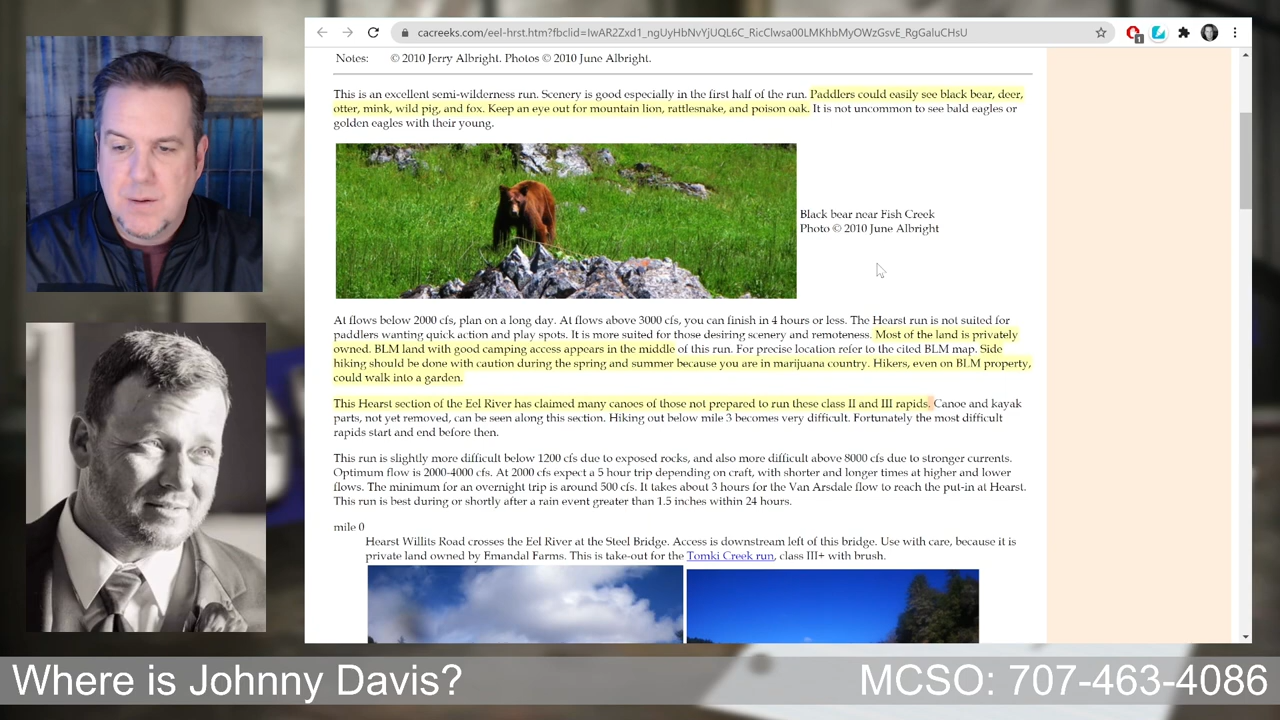 cacreeks.com/eel-hrst.htm?fbclid=IwAR2Zxd1_ngUyHbNvYjUQL6C_RicClwsa00LMKhbMyOWzGsvE_RgGaluCHsU
1
Notes: © 2010 Jerry Albright. Photos © 2010 June Albright.
This is an excellent semi-wilderness run. Scenery is good especially in the first half of the run. Paddlers could easily see black bear, deer,
otter, mink, wild pig, and fox. Keep an eye out for mountain lion, rattlesnake, and poison oak. It is not uncommon to see bald eagles or
golden eagles with their young.
Black bear near Fish Creek
Photo © 2010 June Albright
At flows below 2000 cfs, plan on a long day. At flows above 3000 cfs, you can finish in 4 hours or less. The Hearst run is not suited for
paddlers wanting quick action and play spots. It is more suited for those desiring scenery and remoteness. Most of the land is privately
owned. BLM land with good camping access appears in the middle of this run. For precise location refer to the cited BLM map. Side
hiking should be done with caution during the spring and summer because you are in marijuana country. Hikers, even on BLM property,
could walk into a garden.
This Hearst section of the Eel River has claimed many canoes of those not prepared to run these class II and III rapids. Canoe and kayak
parts, not yet removed, can be seen along this section. Hiking out below mile 3 becomes very difficult. Fortunately the most difficult
rapids start and end before then.
This run is slightly more difficult below 1200 cfs due to exposed rocks, and also more difficult above 8000 cfs due to stronger currents.
Optimum flow is 2000-4000 cfs. At 2000 cfs expect a 5 hour trip depending on craft, with shorter and longer times at higher and lower
flows. The minimum for an overnight trip is around 500 cfs. It takes about 3 hours for the Van Arsdale flow to reach the put-in at Hearst.
This run is best during or shortly after a rain event greater than 1.5 inches within 24 hours.
mile 0
Hearst Willits Road crosses the Eel River at the Steel Bridge. Access is downstream left of this bridge. Use with care, because it is
private land owned by Emandal Farms. This is take-out for the Tomki Creek run, class III+ with brush.
Where is Johnny Davis?
MCSO: 707-463-4086